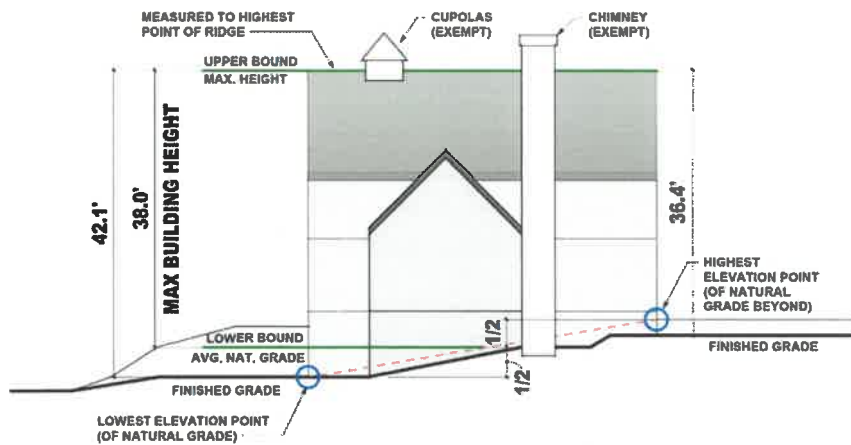 MEASURED TO HIGHEST
POINT OF RIDGE
CUPOLAS
(EXEMPT)
CHIMNEY
(EXEMPT)
UPPER BOUND
MAX. HEIGHT
42.1'
38.0'
MAX BUILDING HEIGHT
36.4'
HIGHEST
ELEVATION POINT
(OF NATURAL
GRADE BEYOND)
LOWER BOUND
AVG. NAT. GRADE
1/2
1/2
FINISHED GRADE
FINISHED GRADE
LOWEST ELEVATION POINT
(OF NATURAL GRADE)